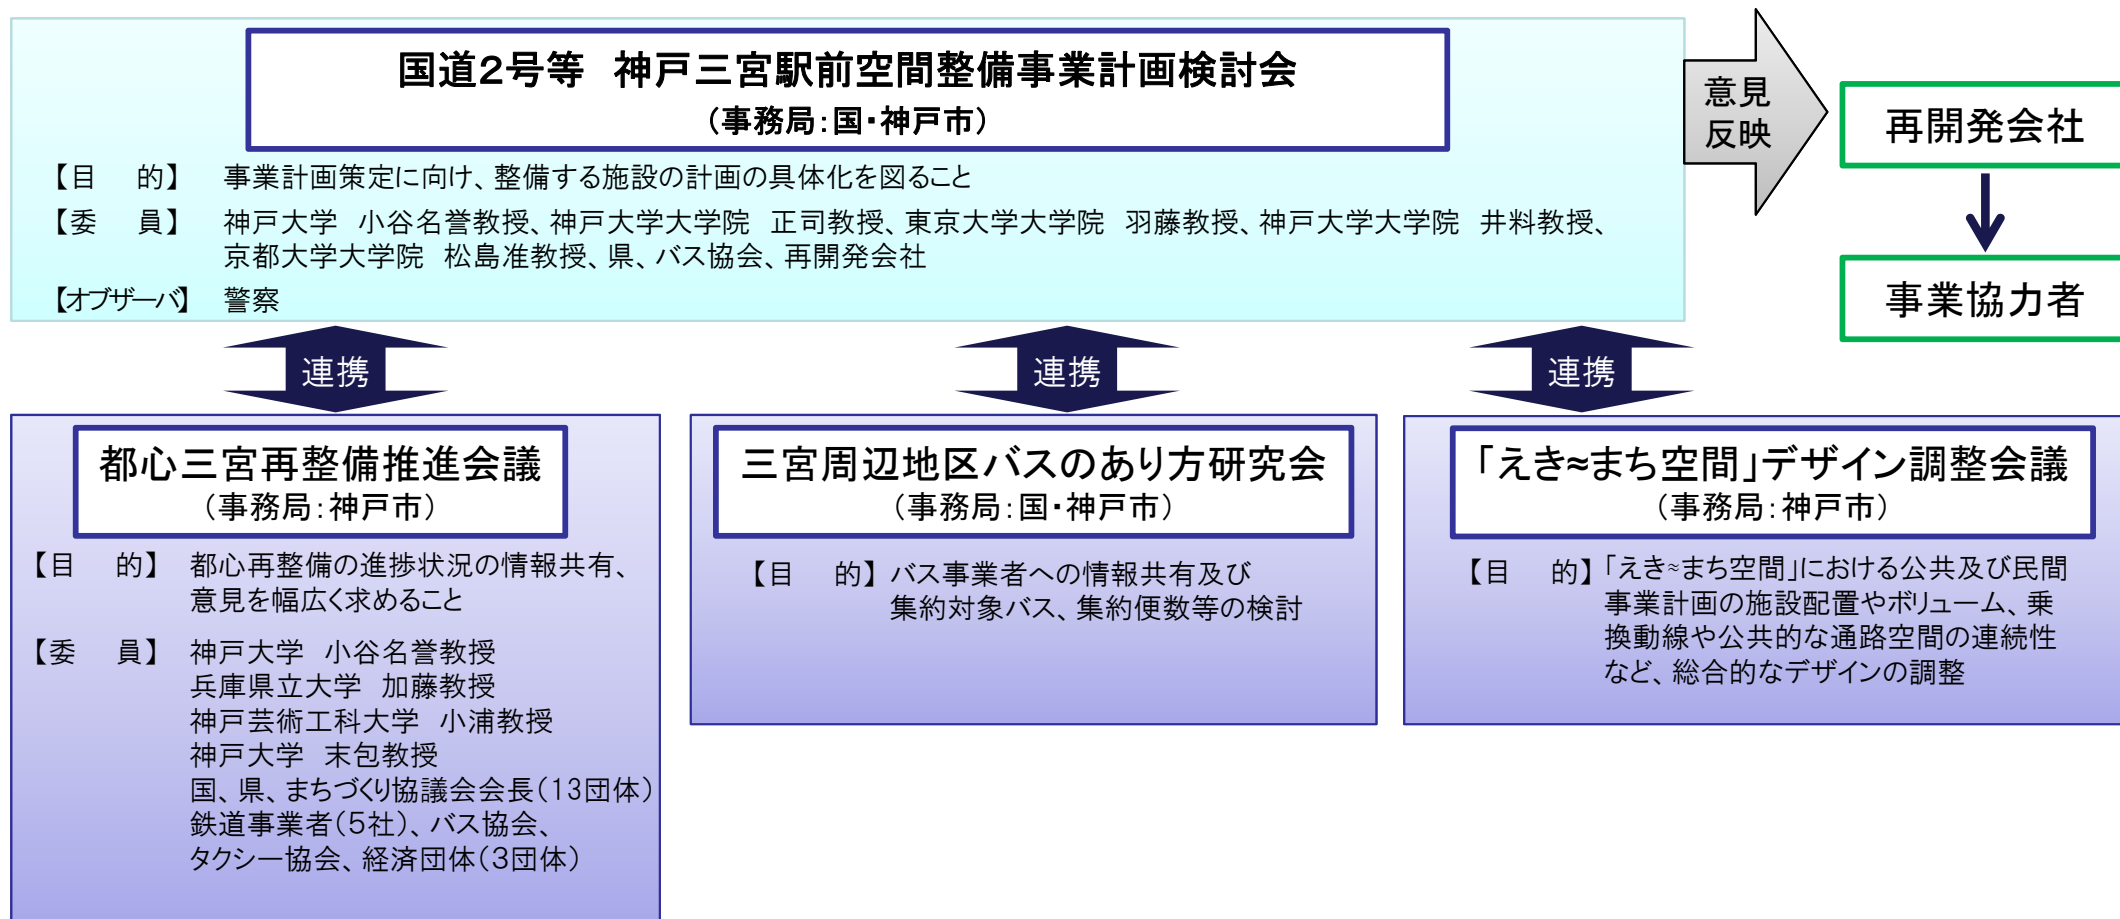 国道2号等　神戸三宮駅前空間整備事業計画検討会
（事務局：国・神戸市）
【目　的】　事業計画策定に向け、整備する施設の計画の具体化を図ること
【委　員】　神戸大学　小谷名誉教授、神戸大学大学院　正司教授、東京大学大学院　羽藤教授、神戸大学大学院　井料教授、
京都大学大学院　松島准教授、県、バス協会、再開発会社
【オブザーバ】　警察
意見
反映
再開発会社
事業協力者
連携
連携
連携
都心三宮再整備推進会議
（事務局：神戸市）
【目　的】　都心再整備の進捗状況の情報共有、
意見を幅広く求めること
【委　員】　神戸大学　小谷名誉教授
兵庫県立大学　加藤教授
神戸芸術工科大学　小浦教授
神戸大学　末包教授
国、県、まちづくり協議会会長（13団体）
鉄道事業者（5社）、バス協会、
タクシー協会、経済団体（3団体）
三宮周辺地区バスのあり方研究会
（事務局：国・神戸市）
【目　的】バス事業者への情報共有及び
集約対象バス、集約便数等の検討
「えき≈まち空間」デザイン調整会議
（事務局：神戸市）
【目　的】「えき≈まち空間」における公共及び民間
事業計画の施設配置やボリューム、乗
換動線や公共的な通路空間の連続性
など、総合的なデザインの調整